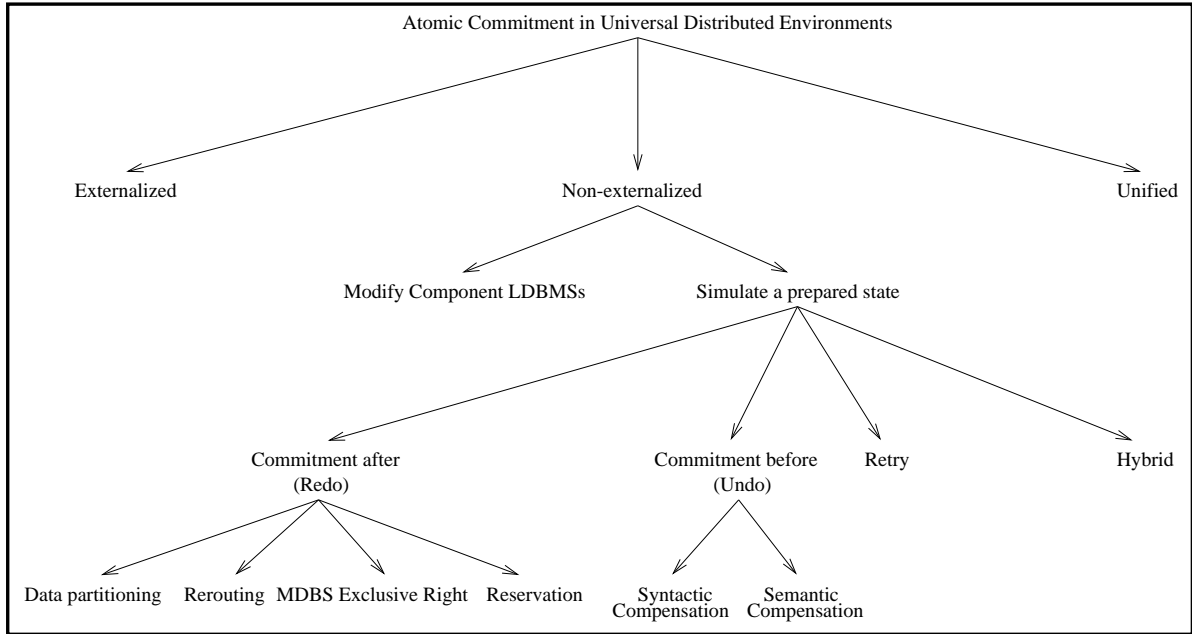 Atomic Commitment in Universal Distributed Environments
Externalized
Non-externalized
Unified
Modify Component LDBMSs
Simulate a prepared state
Commitment after
(Redo)
Commitment before
(Undo)
Retry
Hybrid
Data partitioning
Rerouting
MDBS Exclusive Right
Reservation
Syntactic
Compensation
Semantic
Compensation